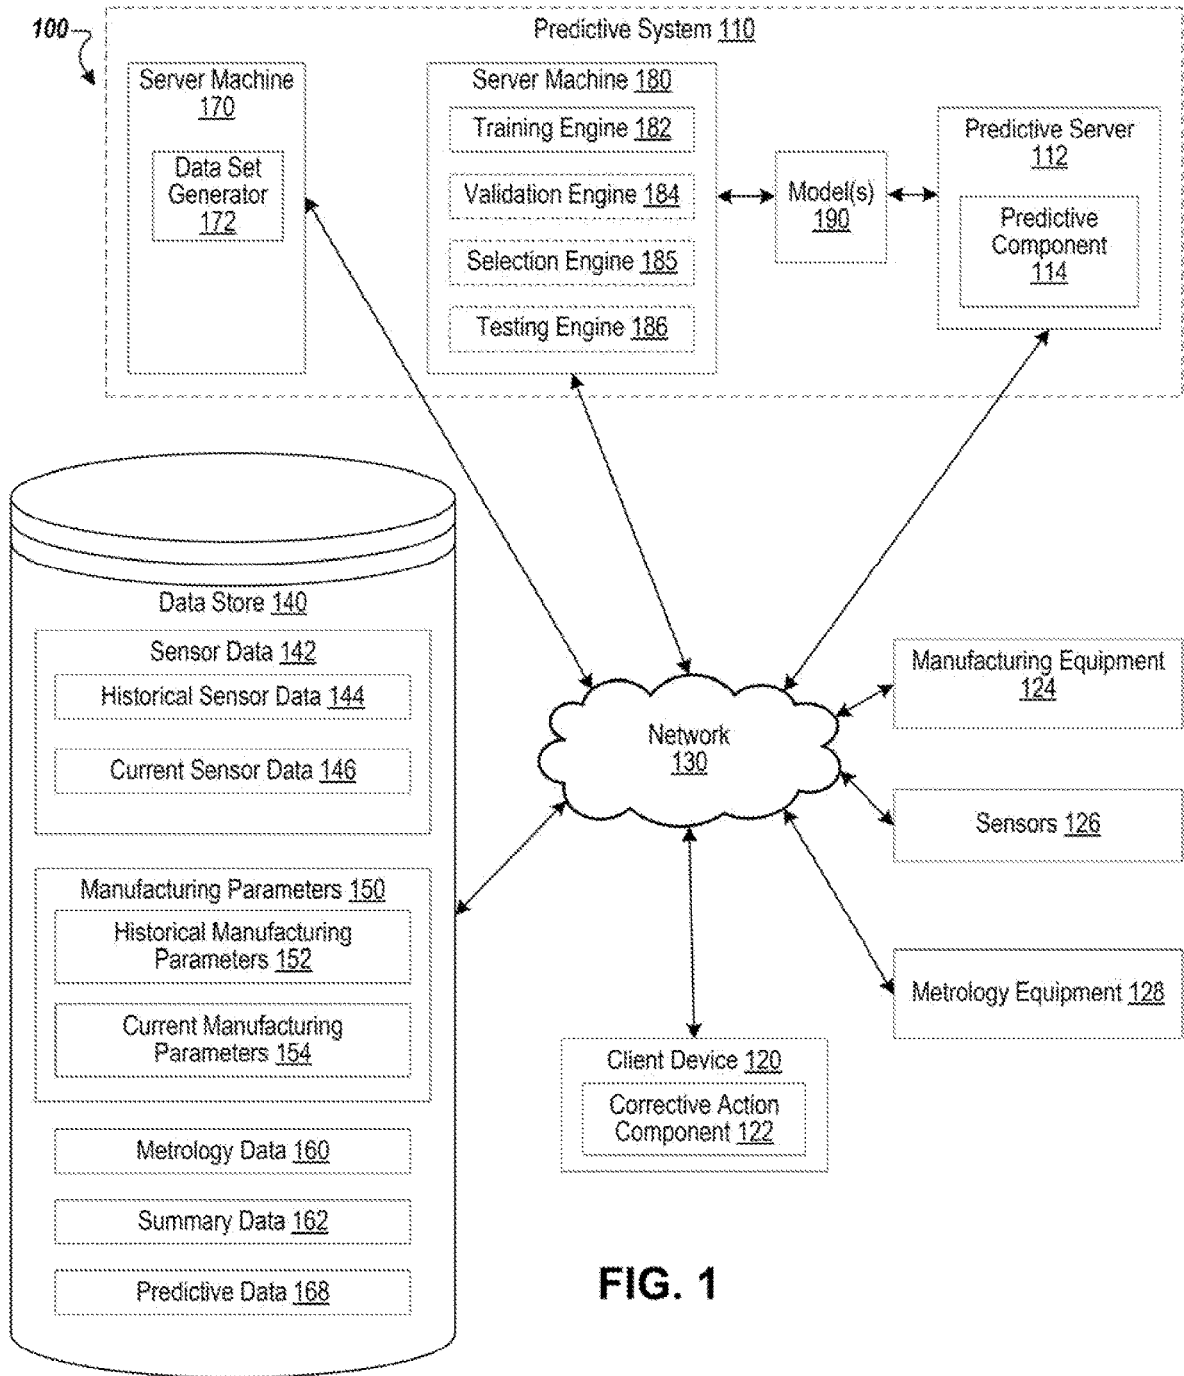 100
Predictive System 110
Server Machine
170
Data Set
Generator
172
Server Machine 180
Training Engine 182
Validation Engine 184
Selection Engine 185
Testing Engine 186
Model(s)
190
Predictive Server
112
Predictive
Component
114
Data Store 140
Sensor Data 142
Historical Sensor Data 144
Current Sensor Data 146
Manufacturing Parameters 150
Historical Manufacturing
Parameters 152
Current Manufacturing
Parameters 154
Metrology Data 160
Summary Data 162
Predictive Data 168
Network
130
Manufacturing Equipment
124
Sensors 126
Metrology Equipment 128
Client Device 120
Corrective Action
Component 122
FIG. 1